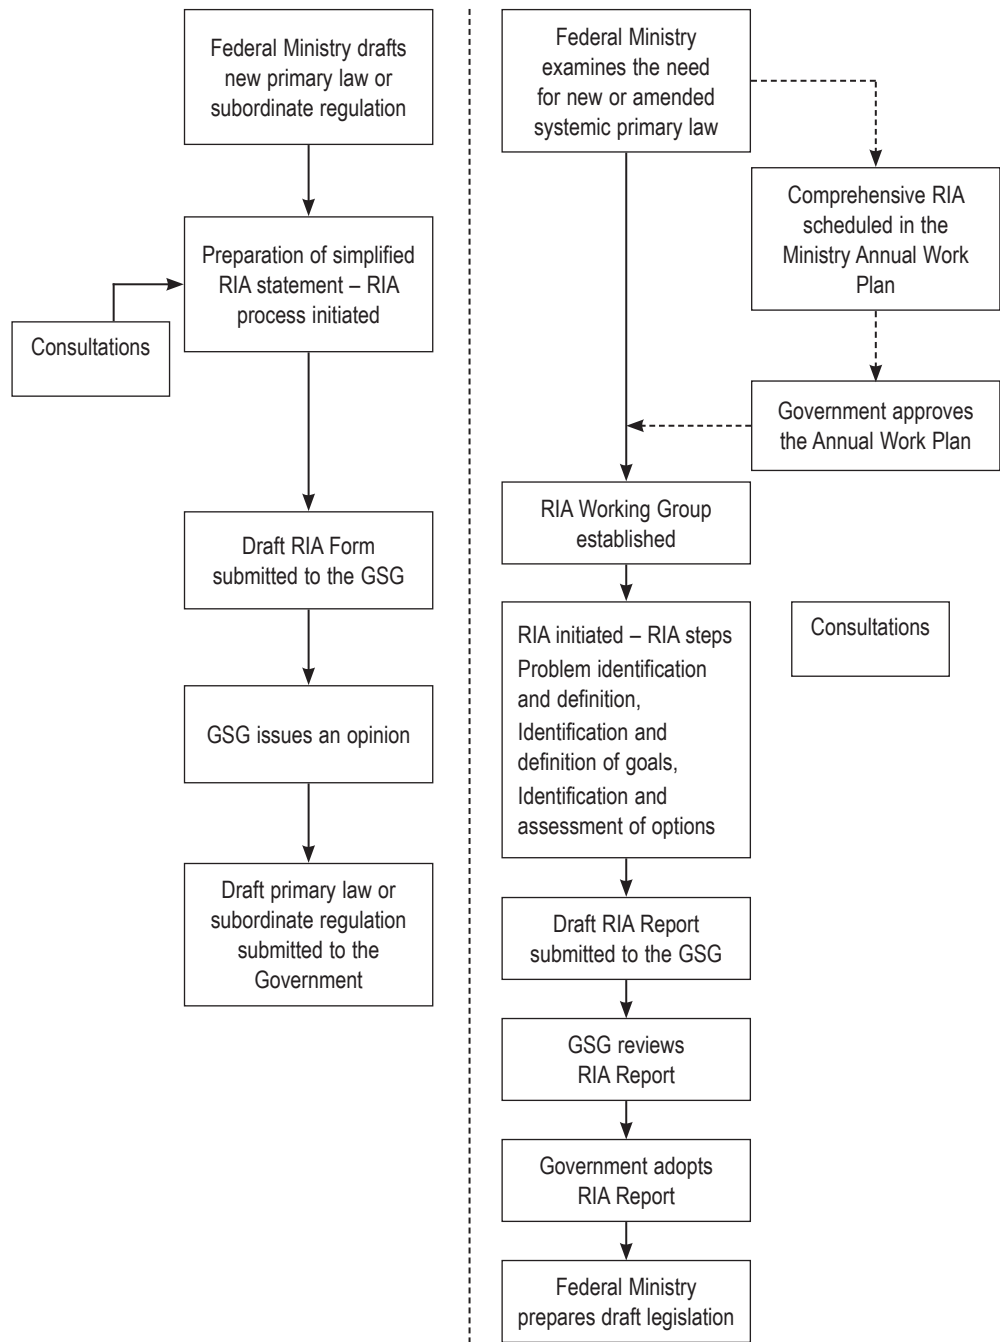 Federal Ministry drafts
new primary law or
subordinate regulation
Preparation of simplified
RIA statement – RIA
process initiated
Consultations
Draft RIA Form
submitted to the GSG
GSG issues an opinion
Draft primary law or
subordinate regulation
submitted to the
Government
Federal Ministry
examines the need
for new or amended
systemic primary law
Comprehensive RIA
scheduled in the
Ministry Annual Work
Plan
Government approves
the Annual Work Plan
RIA Working Group
established
RIA initiated – RIA steps
Problem identification
and definition,
Identification and
definition of goals,
Identification and
assessment of options
Consultations
Draft RIA Report
submitted to the GSG
GSG reviews
RIA Report
Government adopts
RIA Report
Federal Ministry
prepares draft legislation